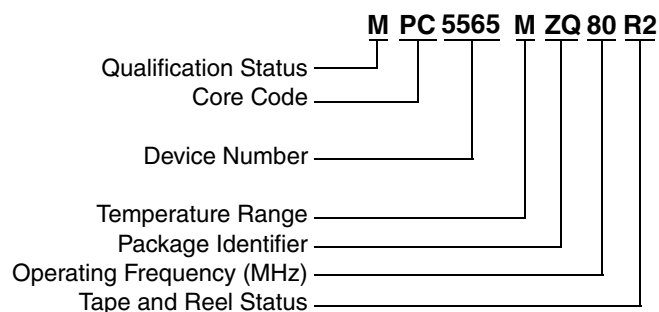 M PC 5565 M ZQ 80 R2
Qualification Status
Core Code
Device Number
Temperature Range
Package Identifier
Operating Frequency (MHz)
Tape and Reel Status